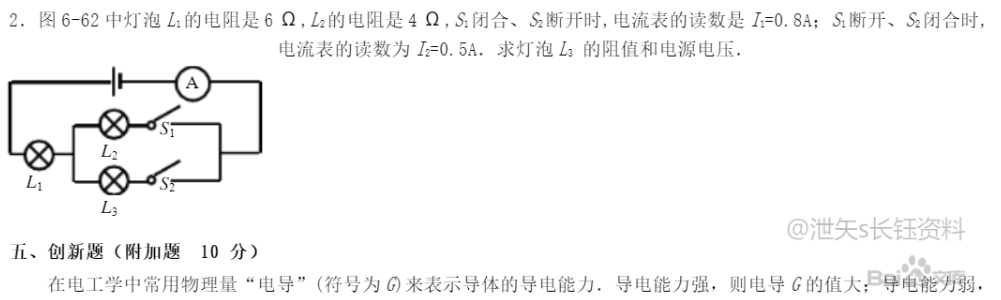 2. 图 6-62 中灯泡 L₁的电阻是 6 Ω,L₂的电阻是 4 Ω,S₁闭合、S₂断开时,电流表的读数是 I₁=0.8A;S₁断开、S₂闭合时,
电流表的读数为 I₂=0.5A. 求灯泡 L₃ 的阻值和电源电压.
A
S₁
L₂
L₁
S₂
L₃
@泄矢s长钰资料
五、创新题(附加题 10 分)
在电工学中常用物理量“电导”(符号为 G)来表示导体的导电能力. 导电能力强, 则电导 G 的值大; 导电能力弱,
Bai 文库